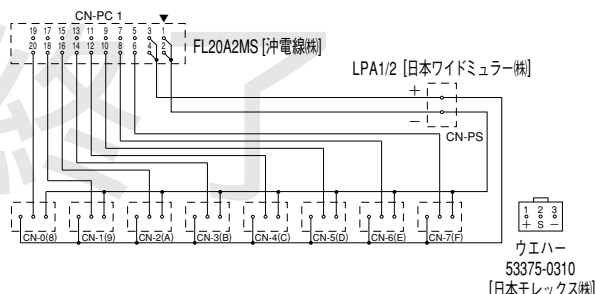 CN-PC 1
19 17 15 13 11 9 7 5 3 1
20 18 16 14 12 10 8 6 4 2
FL20A2MS [沖電線㈱]
LPA1/2 [日本ワイドミュラー㈱]
+
−
CN-PS
CN-0(8) CN-1(9) CN-2(A) CN-3(B) CN-4(C) CN-5(D) CN-6(E) CN-7(F)
1 2 3
+ S −
ウエハー
53375-0310
[日本モレックス㈱]
終了